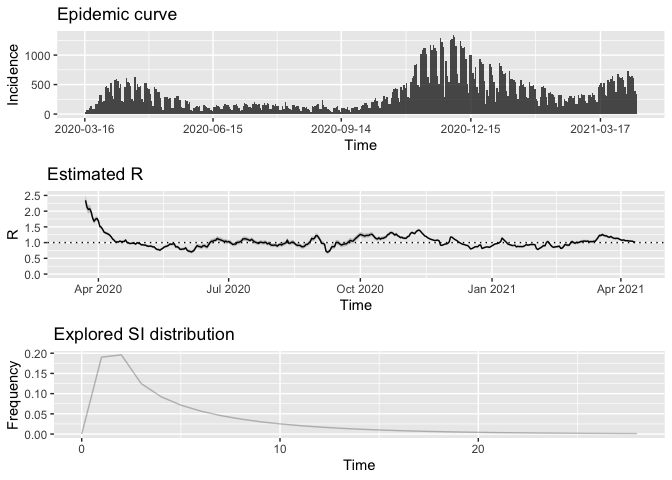 Epidemic curve
Incidence
1000
500
0
2020-03-16 2020-06-15 2020-09-14 2020-12-15 2021-03-17
Time
Estimated R
R
2.5
2.0
1.5
1.0
0.5
0.0
Apr 2020 Jul 2020 Oct 2020 Jan 2021 Apr 2021
Time
Explored SI distribution
Frequency
0.20
0.15
0.10
0.05
0.00
0 10 20
Time